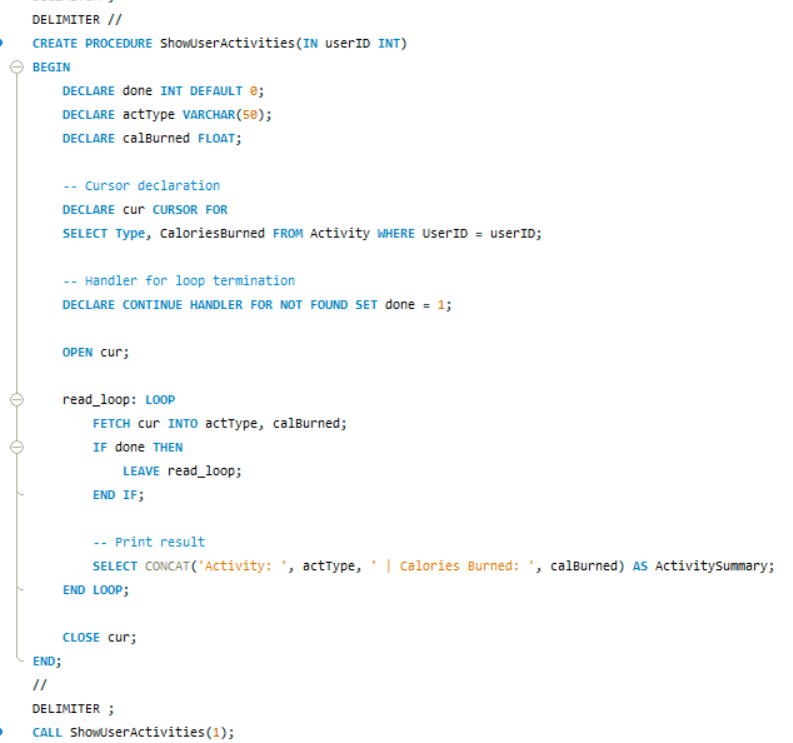 DELIMITER //
CREATE PROCEDURE ShowUserActivities(IN userID INT)
BEGIN
DECLARE done INT DEFAULT 0;
DECLARE actType VARCHAR(50);
DECLARE calBurned FLOAT;
-- Cursor declaration
DECLARE cur CURSOR FOR
SELECT Type, CaloriesBurned FROM Activity WHERE UserID = userID;
-- Handler for loop termination
DECLARE CONTINUE HANDLER FOR NOT FOUND SET done = 1;
OPEN cur;
read_loop: LOOP
FETCH cur INTO actType, calBurned;
IF done THEN
LEAVE read_loop;
END IF;
-- Print result
SELECT CONCAT('Activity: ', actType, ' | Calories Burned: ', calBurned) AS ActivitySummary;
END LOOP;
CLOSE cur;
END;
//
DELIMITER ;
CALL ShowUserActivities(1);